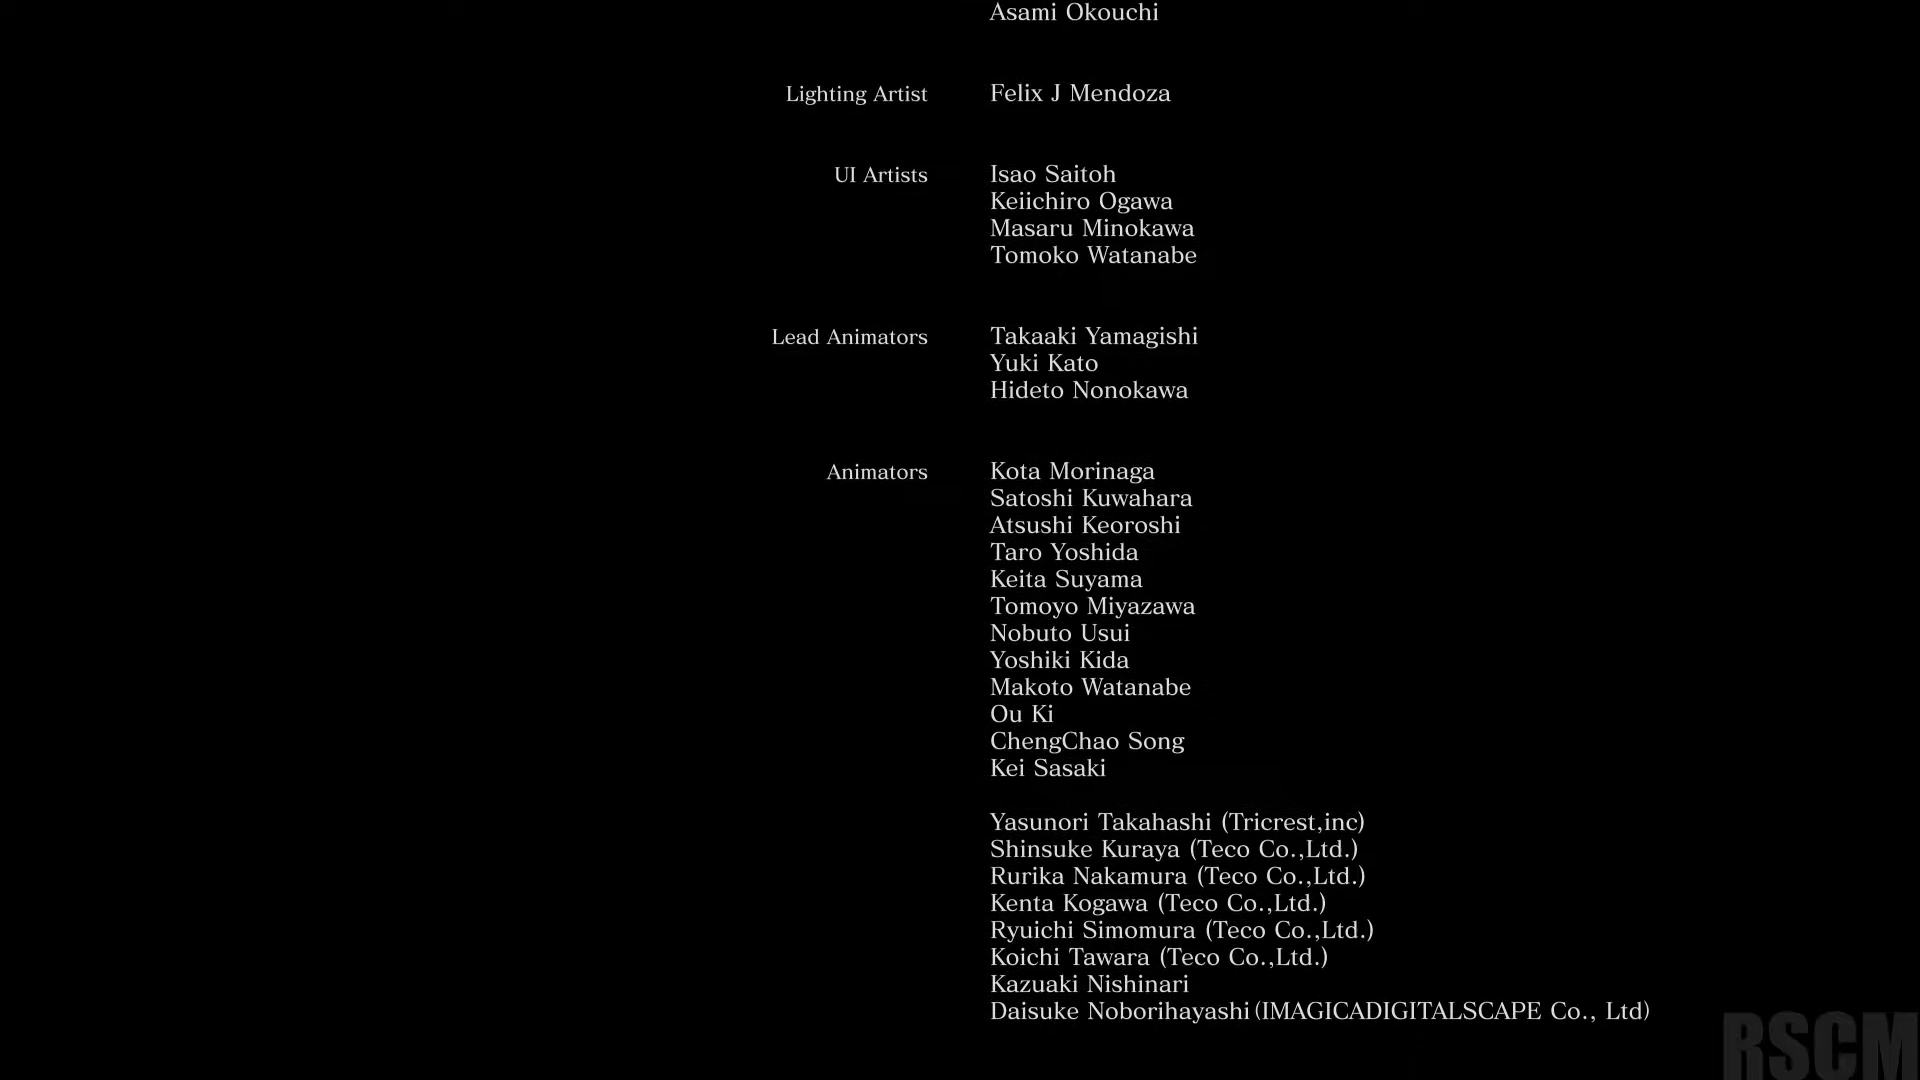 Asami Okouchi
Lighting Artist Felix J Mendoza
UI Artists Isao Saitoh
Keiichiro Ogawa
Masaru Minokawa
Tomoko Watanabe
Lead Animators Takaaki Yamagishi
Yuki Kato
Hideto Nonokawa
Animators Kota Morinaga
Satoshi Kuwahara
Atsushi Keoroshi
Taro Yoshida
Keita Suyama
Tomoyo Miyazawa
Nobuto Usui
Yoshiki Kida
Makoto Watanabe
Ou Ki
ChengChao Song
Kei Sasaki
Yasunori Takahashi (Tricrest,inc)
Shinsuke Kuraya (Teco Co.,Ltd.)
Rurika Nakamura (Teco Co.,Ltd.)
Kenta Kogawa (Teco Co.,Ltd.)
Ryuichi Simomura (Teco Co.,Ltd.)
Koichi Tawara (Teco Co.,Ltd.)
Kazuaki Nishinari
Daisuke Noborihayashi(IMAGICADIGITALSCAPE Co., Ltd)
RSCM